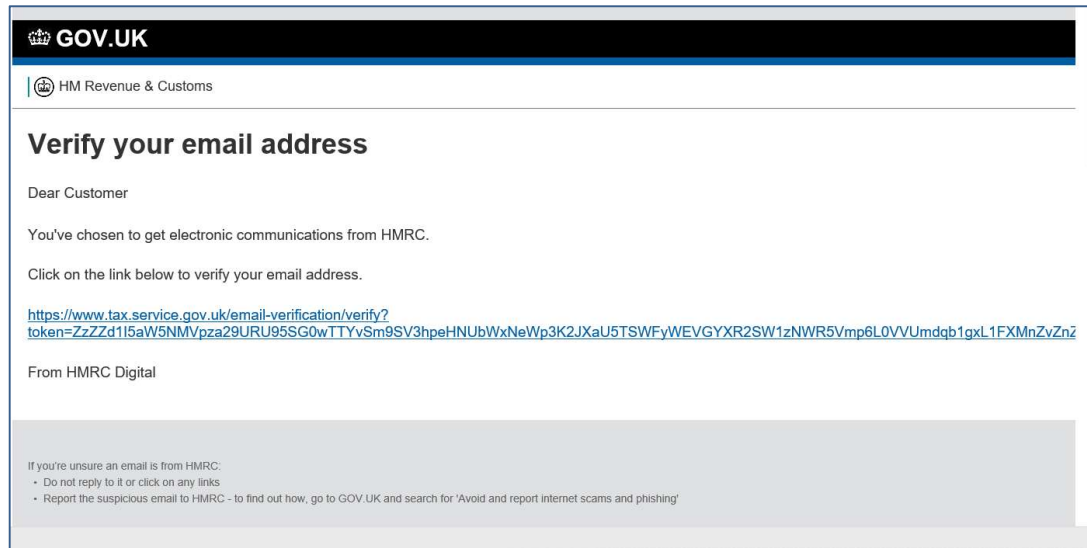 GOV.UK
HM Revenue & Customs
Verify your email address
Dear Customer
You've chosen to get electronic communications from HMRC.
Click on the link below to verify your email address.
https://www.tax.service.gov.uk/email-verification/verify?
token=ZzZZd1I5aW5NMVpza29URU95SG0wTTYvSm9SV3hpeHNUbWxNeWp3K2JXaU5TSWFyWEVGYXR2SW1zNWR5Vmp6L0VVUmdqb1gxL1FXMnZvZnZ
From HMRC Digital
If you're unsure an email is from HMRC:
• Do not reply to it or click on any links
• Report the suspicious email to HMRC - to find out how, go to GOV.UK and search for 'Avoid and report internet scams and phishing'